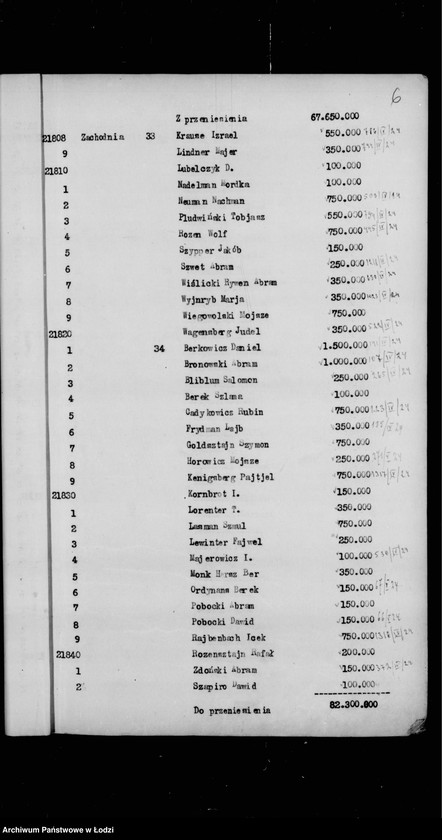 6
Z przeniesienia 67.650.000
21808 Zachodnia 33 Krause Izrael 550.000
9 Lindner Majer 350.000
21810 Lubelczyk D. 100.000
1 Nadelman Mordka 100.000
2 Neuman Nachman 750.000
3 Pludwiński Tobjasz 550.000
4 Rozen Wolf 750.000
5 Szypper Jakób 150.000
6 Szwet Abram 250.000
7 Wiślicki Rywen Abram 350.000
8 Wyjnryb Marja 350.000
9 Wiegowolski Mojsze 750.000
21820 Wagensberg Judel 350.000
1 34 Berkowicz Daniel 1.500.000
2 Bronowski Abram 1.000.000
3 Bliblum Salomon 250.000
4 Berek Szlama 100.000
5 Cadykowicz Rubin 750.000
6 Frydman Lajb 350.000
7 Goldsztajn Szymon 750.000
8 Horowicz Mojsze 250.000
9 Kenigsberg Pajtjel 750.000
21830 Kornbrot I. 150.000
1 Lorenter T. 350.000
2 Lasman Szmul 750.000
3 Lewinter Fajwel 250.000
4 Majerowicz I. 100.000
5 Monk Hersz Ber 350.000
6 Ordynans Berek 150.000
7 Pobocki Abram 150.000
8 Pobocki Dawid 150.000
9 Rajbenbach Icek 750.000
21840 Rozensztajn Rafał 200.000
1 Zdoński Abram 150.000
2 Szapiro Dawid 100.000
Do przeniesienia 82.300.000
Archiwum Państwowe w Łodzi